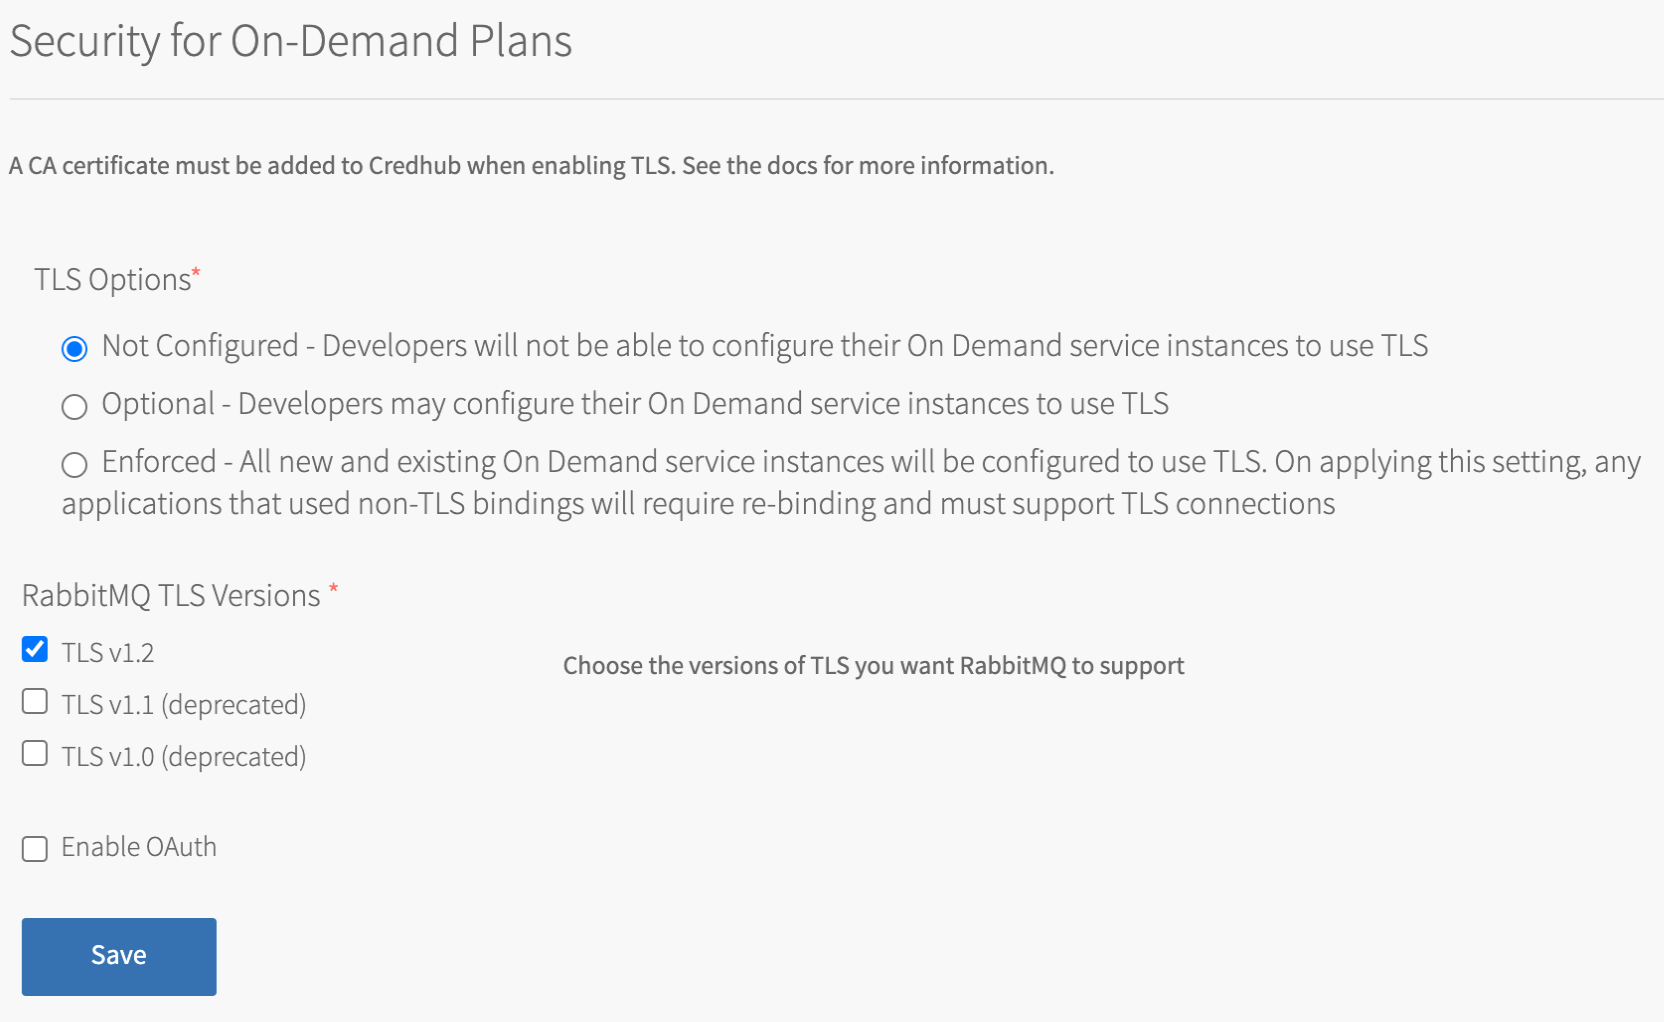 Security for On-Demand Plans
A CA certificate must be added to Credhub when enabling TLS. See the docs for more information.
TLS Options*
Not Configured - Developers will not be able to configure their On Demand service instances to use TLS
Optional - Developers may configure their On Demand service instances to use TLS
Enforced - All new and existing On Demand service instances will be configured to use TLS. On applying this setting, any
applications that used non-TLS bindings will require re-binding and must support TLS connections
RabbitMQ TLS Versions *
TLS v1.2
Choose the versions of TLS you want RabbitMQ to support
TLS v1.1 (deprecated)
TLS v1.0 (deprecated)
Enable OAuth
Save